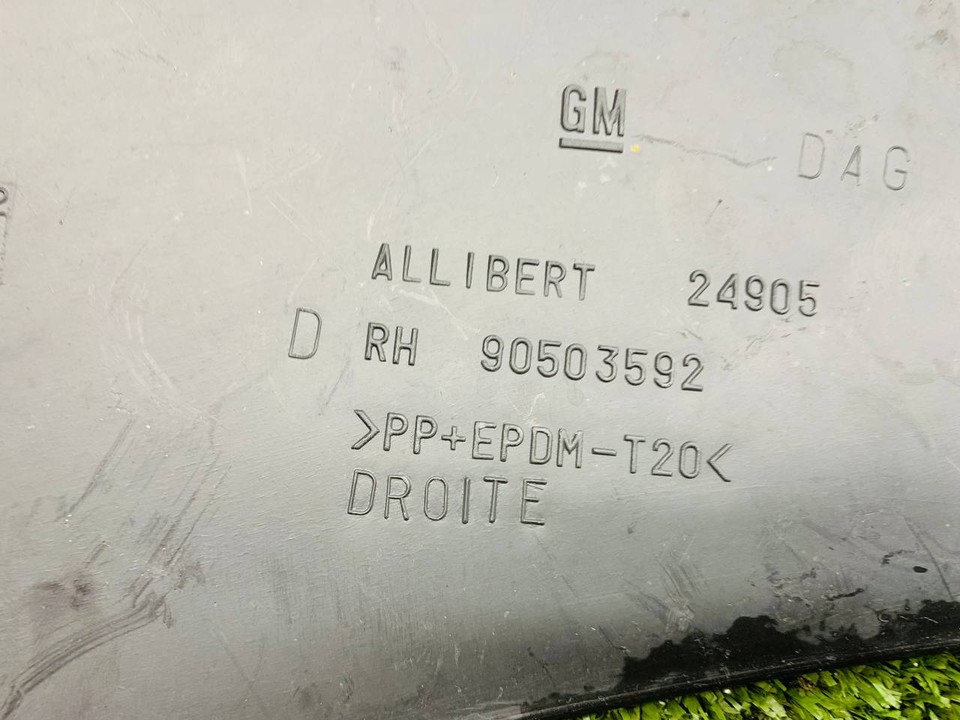 GM
DAG
ALLIBERT 24905
D RH 90503592
>PP+EPDM-T20<
DROITE